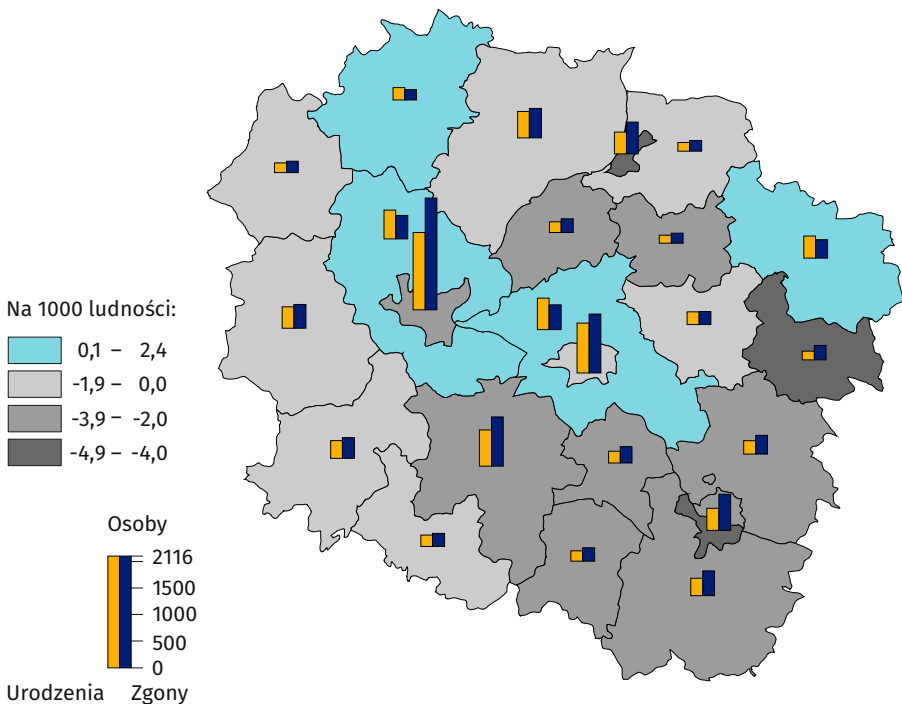 Na 1000 ludności:
0,1 – 2,4
-1,9 – 0,0
-3,9 – -2,0
-4,9 – -4,0
Osoby
2116
1500
1000
500
0
Urodzenia Zgony